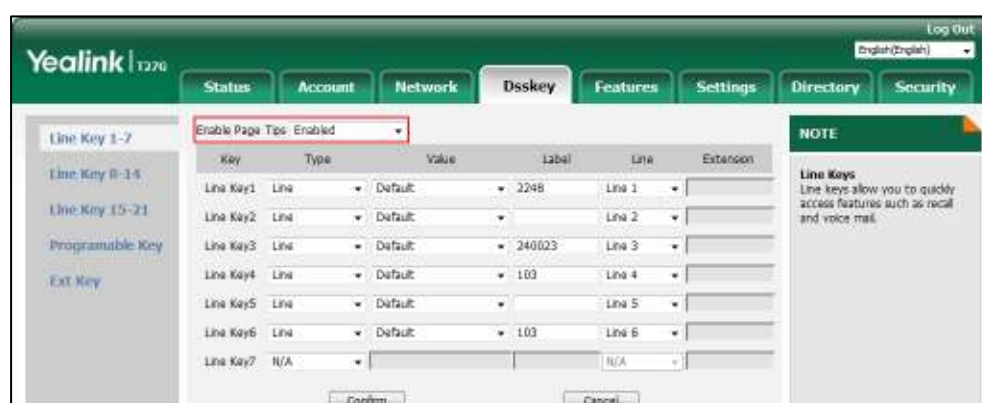 Log Out
English(English)
Yealink T27G
Status Account Network Dsskey Features Settings Directory Security
Line Key 1-7
Line Key 8-14
Line Key 15-21
Programable Key
Ext Key
Enable Page Tips Enabled
Key Type Value Label Line Extension
Line Key1 Line Default 2248 Line 1
Line Key2 Line Default Line 2
Line Key3 Line Default 240023 Line 3
Line Key4 Line Default 103 Line 4
Line Key5 Line Default Line 5
Line Key6 Line Default 103 Line 6
Line Key7 N/A N/A
Confirm Cancel
NOTE
Line Keys
Line keys allow you to quickly
access features such as recall
and voice mail.